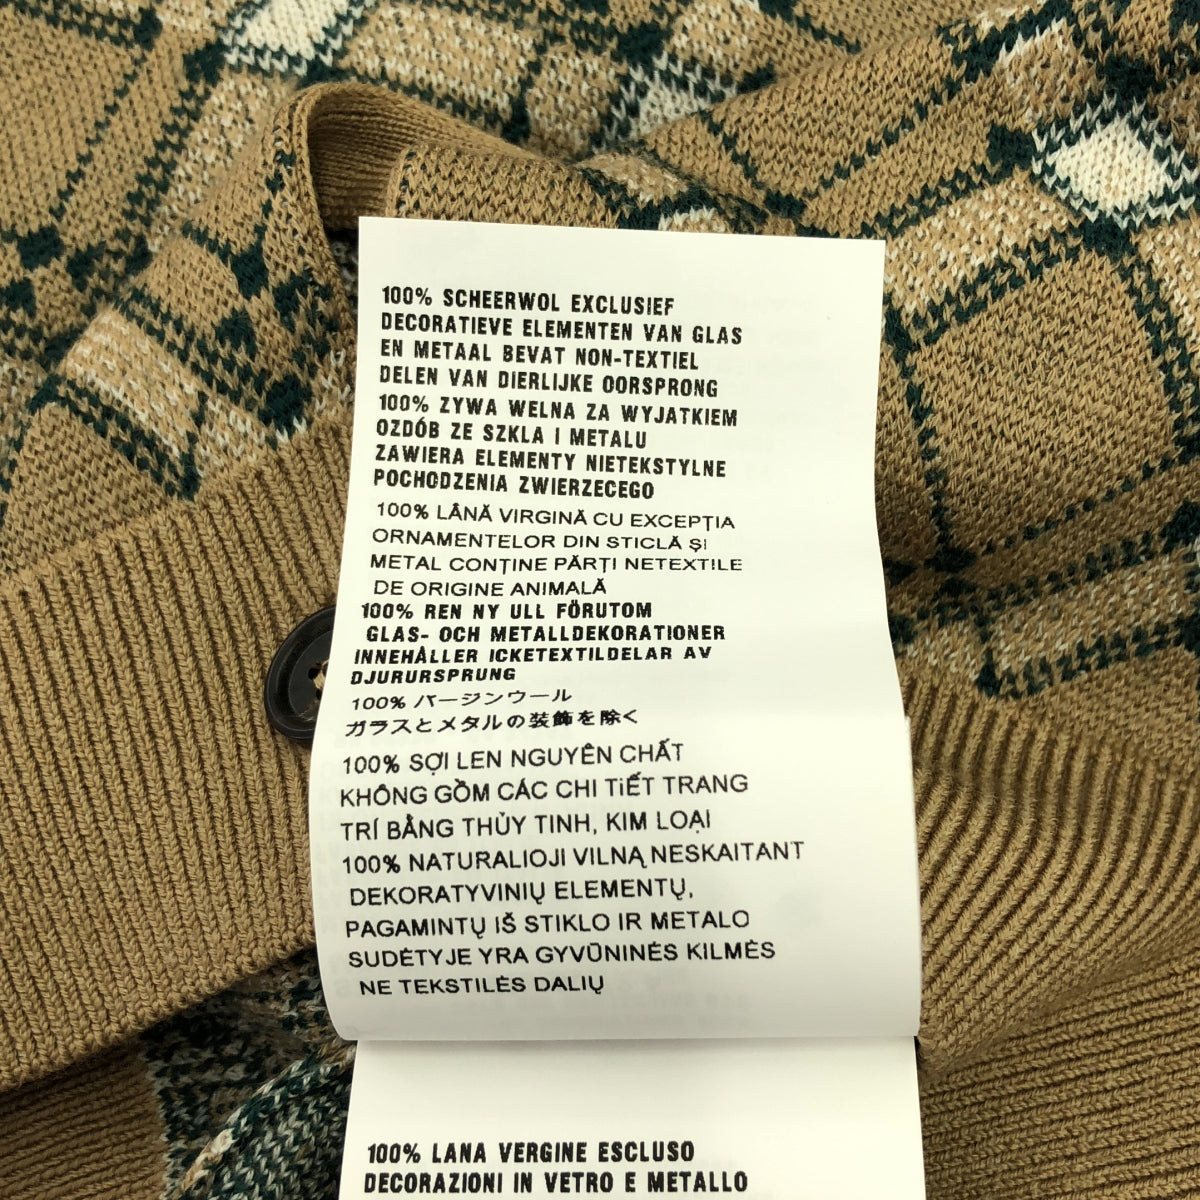 100% SCHEERWOL EXCLUSIEF
DECORATIEVE ELEMENTEN VAN GLAS
EN METAAL BEVAT NON-TEXTIEL
DELEN VAN DIERLIJKE OORSPRONG
100% ZYWA WELNA ZA WYJATKIEM
OZDÓB ZE SZKLA I METALU
ZAWIERA ELEMENTY NIETEKSTYLNE
POCHODZENIA ZWIERZECEGO
100% LÂNĂ VIRGINĂ CU EXCEPȚIA
ORNAMENTELOR DIN STICLĂ ȘI
METAL CONȚINE PĂRȚI NETEXTILE
DE ORIGINE ANIMALĂ
100% REN NY ULL FÖRUTOM
GLAS- OCH METALLDEKORATIONER
INNEHÅLLER ICKETEXTILDELAR AV
DJURURSPRUNG
100% バージンウール
ガラスとメタルの装飾を除く
100% SỢI LEN NGUYÊN CHẤT
KHÔNG GỒM CÁC CHI TIẾT TRANG
TRÍ BẰNG THỦY TINH, KIM LOẠI
100% NATURALIOJI VILNĄ NESKAITANT
DEKORATYVINIŲ ELEMENTŲ,
PAGAMINTŲ IŠ STIKLO IR METALO
SUDĖTYJE YRA GYVŪNINĖS KILMĖS
NE TEKSTILĖS DALIŲ
100% LANA VERGINE ESCLUSO
DECORAZIONI IN VETRO E METALLO